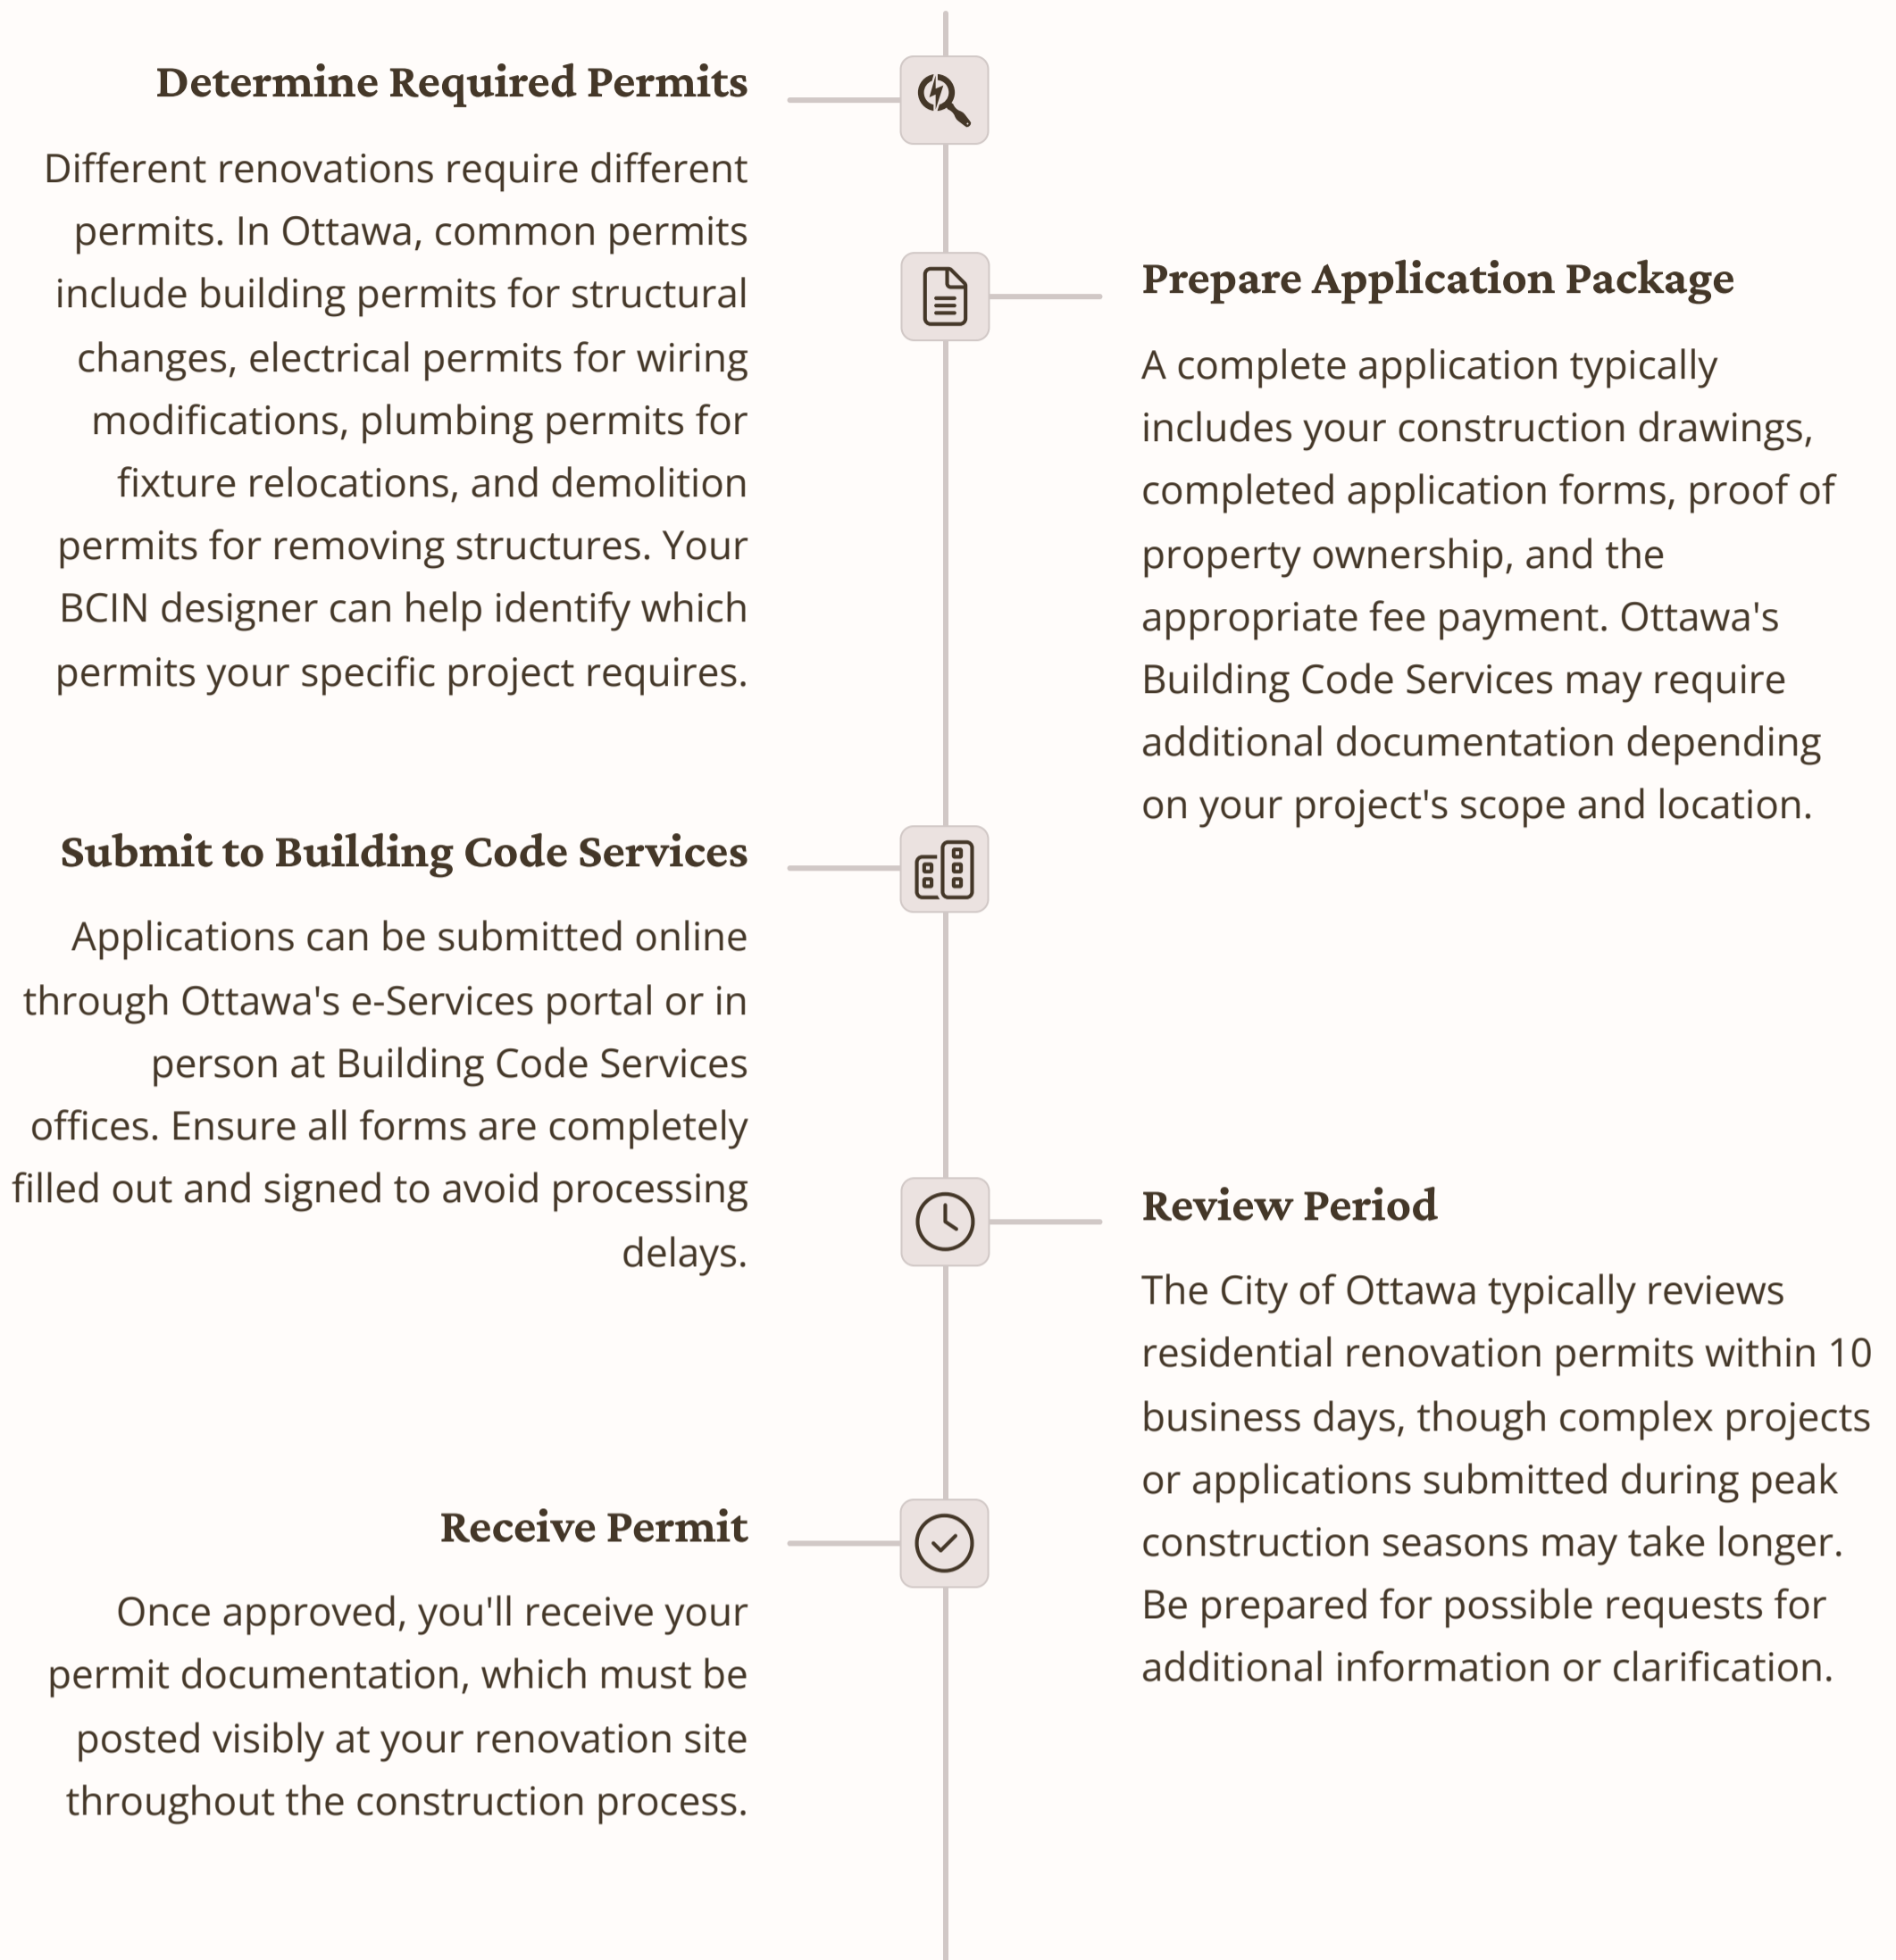 Determine Required Permits
Different renovations require different
permits. In Ottawa, common permits
include building permits for structural
changes, electrical permits for wiring
modifications, plumbing permits for
fixture relocations, and demolition
permits for removing structures. Your
BCIN designer can help identify which
permits your specific project requires.
Prepare Application Package
A complete application typically
includes your construction drawings,
completed application forms, proof of
property ownership, and the
appropriate fee payment. Ottawa's
Building Code Services may require
additional documentation depending
on your project's scope and location.
Submit to Building Code Services
Applications can be submitted online
through Ottawa's e-Services portal or in
person at Building Code Services
offices. Ensure all forms are completely
filled out and signed to avoid processing
delays.
Review Period
The City of Ottawa typically reviews
residential renovation permits within 10
business days, though complex projects
or applications submitted during peak
construction seasons may take longer.
Be prepared for possible requests for
additional information or clarification.
Receive Permit
Once approved, you'll receive your
permit documentation, which must be
posted visibly at your renovation site
throughout the construction process.